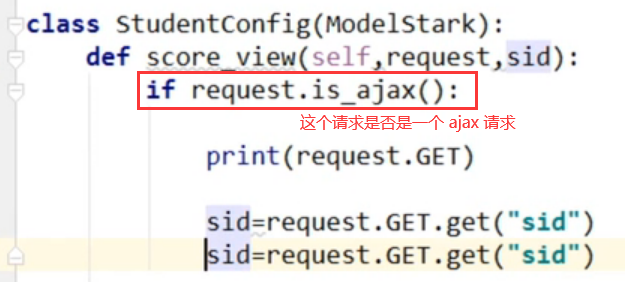 class StudentConfig(ModelStark):
def score_view(self,request,sid):
if request.is_ajax():
这个请求是否是一个 ajax 请求
print(request.GET)
sid=request.GET.get("sid")
sid=request.GET.get("sid")